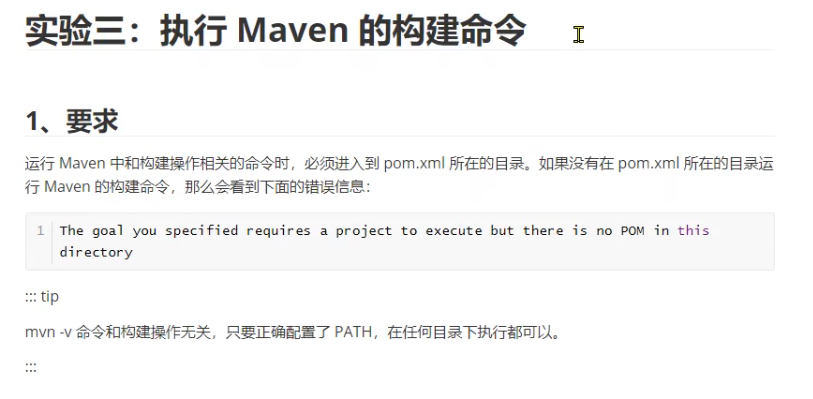 实验三：执行 Maven 的构建命令
1、要求
运行 Maven 中和构建操作相关的命令时，必须进入到 pom.xml 所在的目录。如果没有在 pom.xml 所在的目录运
行 Maven 的构建命令，那么会看到下面的错误信息：
1 The goal you specified requires a project to execute but there is no POM in this
directory
::: tip
mvn -v 命令和构建操作无关，只要正确配置了 PATH，在任何目录下执行都可以。
:::